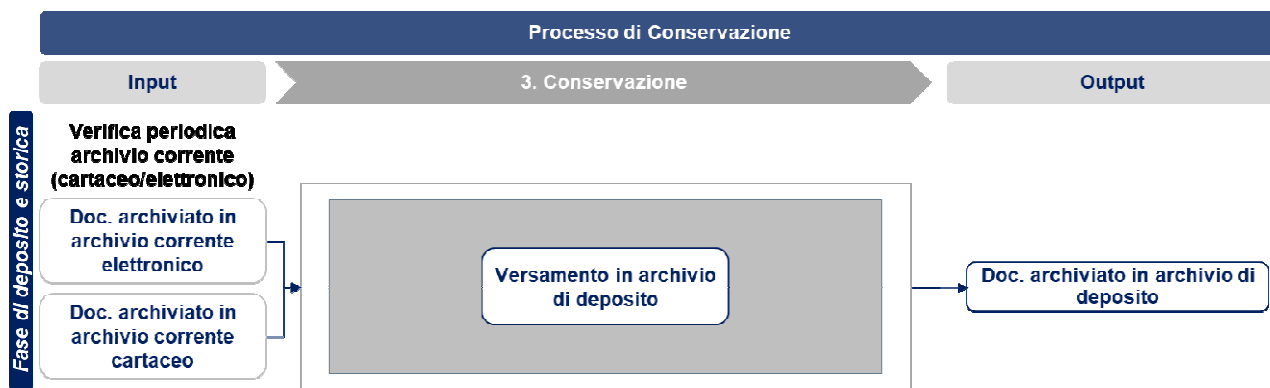 Processo di Conservazione
Input
3. Conservazione
Output
Fase di deposito e storica
Verifica periodica
archivio corrente
(cartaceo/elettronico)
Doc. archiviato in
archivio corrente
elettronico
Doc. archiviato in
archivio corrente
cartaceo
Versamento in archivio
di deposito
Doc. archiviato in archivio di
deposito